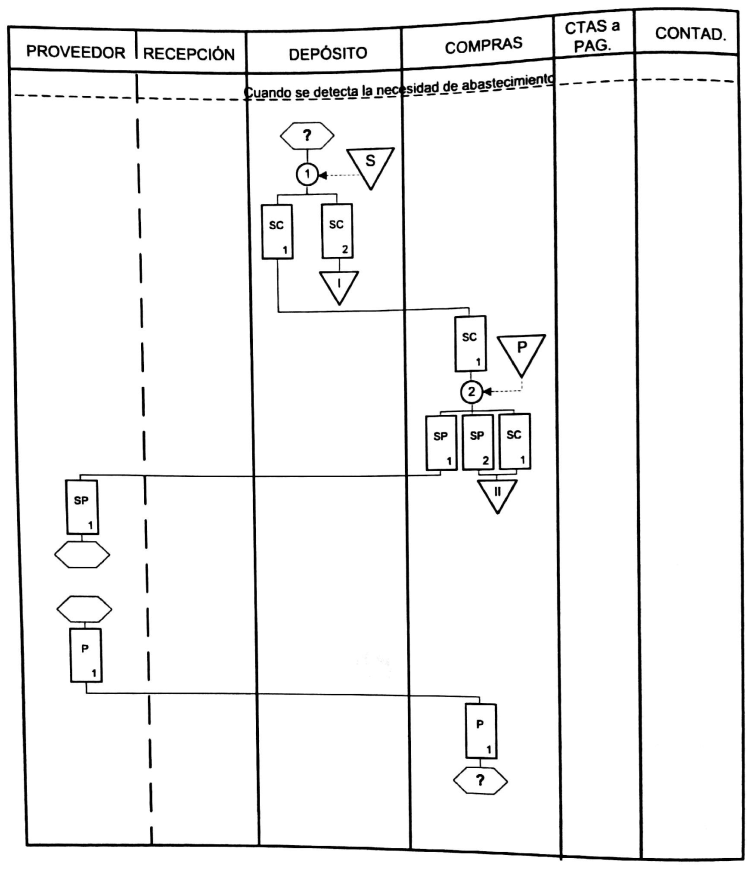 PROVEEDOR RECEPCIÓN DEPÓSITO COMPRAS CTAS a PAG. CONTAD.
Cuando se detecta la necesidad de abastecimiento
?
S
1
SC 1
SC 2
I
SC 1
P
2
SP 1
SP 2
SC 1
II
SP 1
P 1
P 1
?